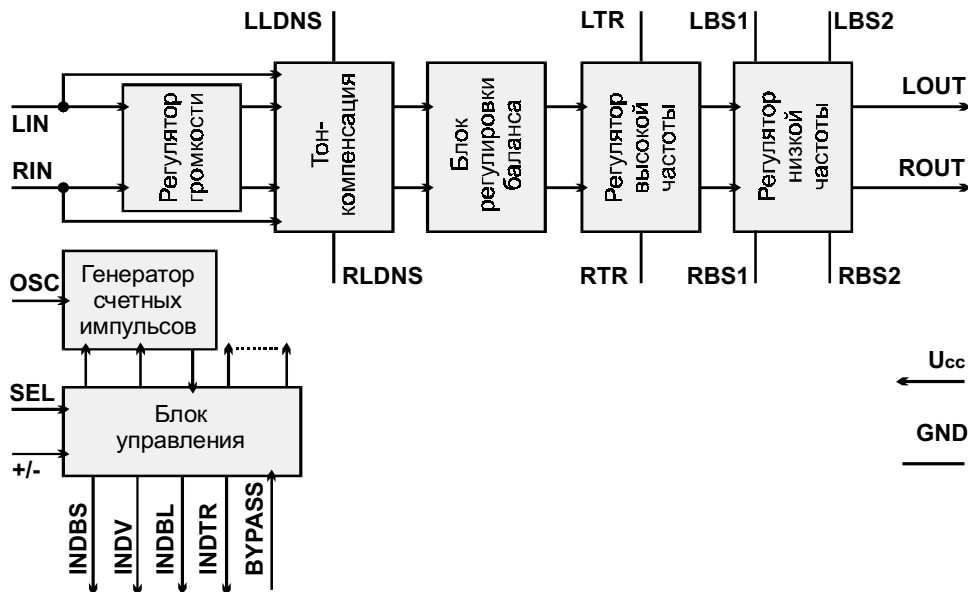 LLDNS
LTR
LBS1
LBS2
LIN
RIN
Регулятор
громкости
Тон-
компенсация
Блок
регулировки
баланса
Регулятор
высокой
частоты
Регулятор
низкой
частоты
LOUT
ROUT
RLDNS
RTR
RBS1
RBS2
OSC
Генератор
счетных
импульсов
SEL
+/-
Блок
управления
Ucc
GND
INDBS
INDV
INDBL
INDTR
BYPASS